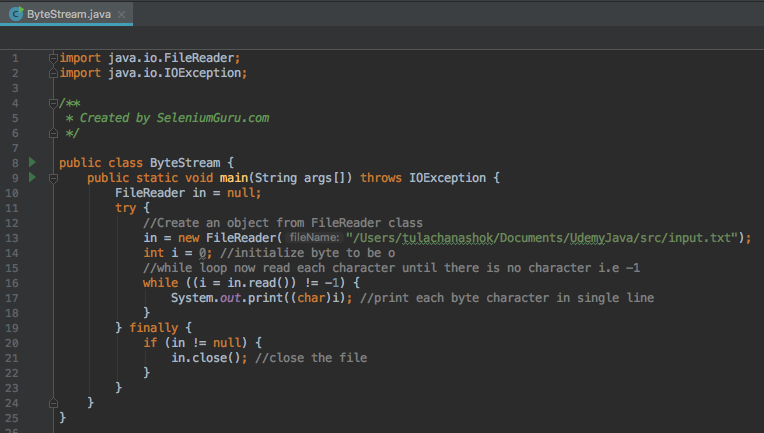 ByteStream.java
1 import java.io.FileReader;
2 import java.io.IOException;
3
4 /**
5  * Created by SeleniumGuru.com
6  */
7
8 public class ByteStream {
9     public static void main(String args[]) throws IOException {
10         FileReader in = null;
11         try {
12             //Create an object from FileReader class
13             in = new FileReader( fileName: "/Users/tulachanashok/Documents/UdemyJava/src/input.txt");
14             int i = 0; //initialize byte to be o
15             //while loop now read each character until there is no character i.e -1
16             while ((i = in.read()) != -1) {
17                 System.out.print((char)i); //print each byte character in single line
18             }
19         } finally {
20             if (in != null) {
21                 in.close(); //close the file
22             }
23         }
24     }
25 }